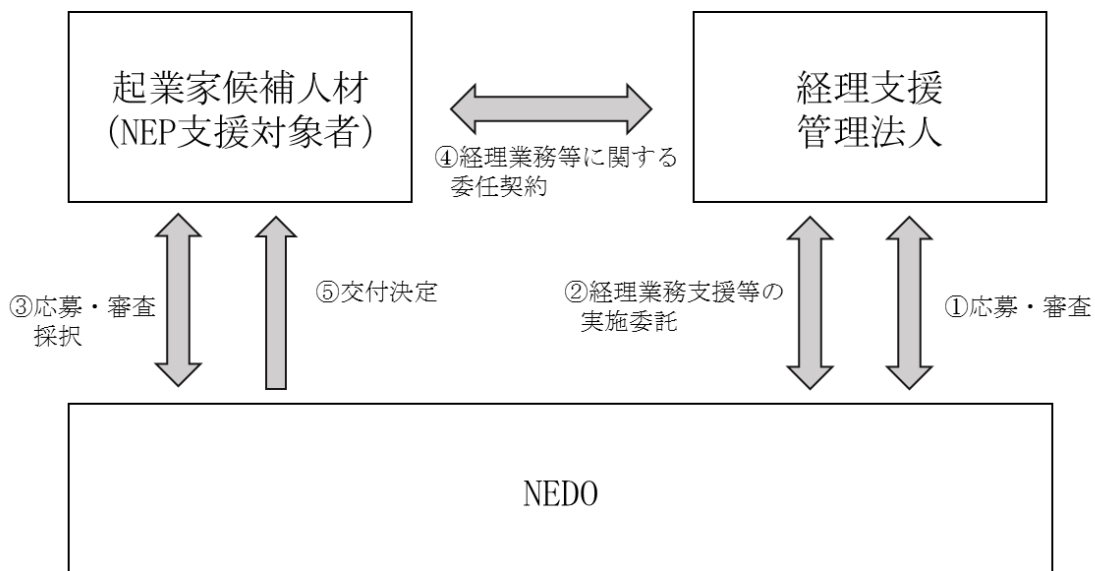 起業家候補人材
(NEP支援対象者)
経理支援
管理法人
④経理業務等に関する
委任契約
③応募・審査
採択
⑤交付決定
②経理業務支援等の
実施委託
①応募・審査
NEDO